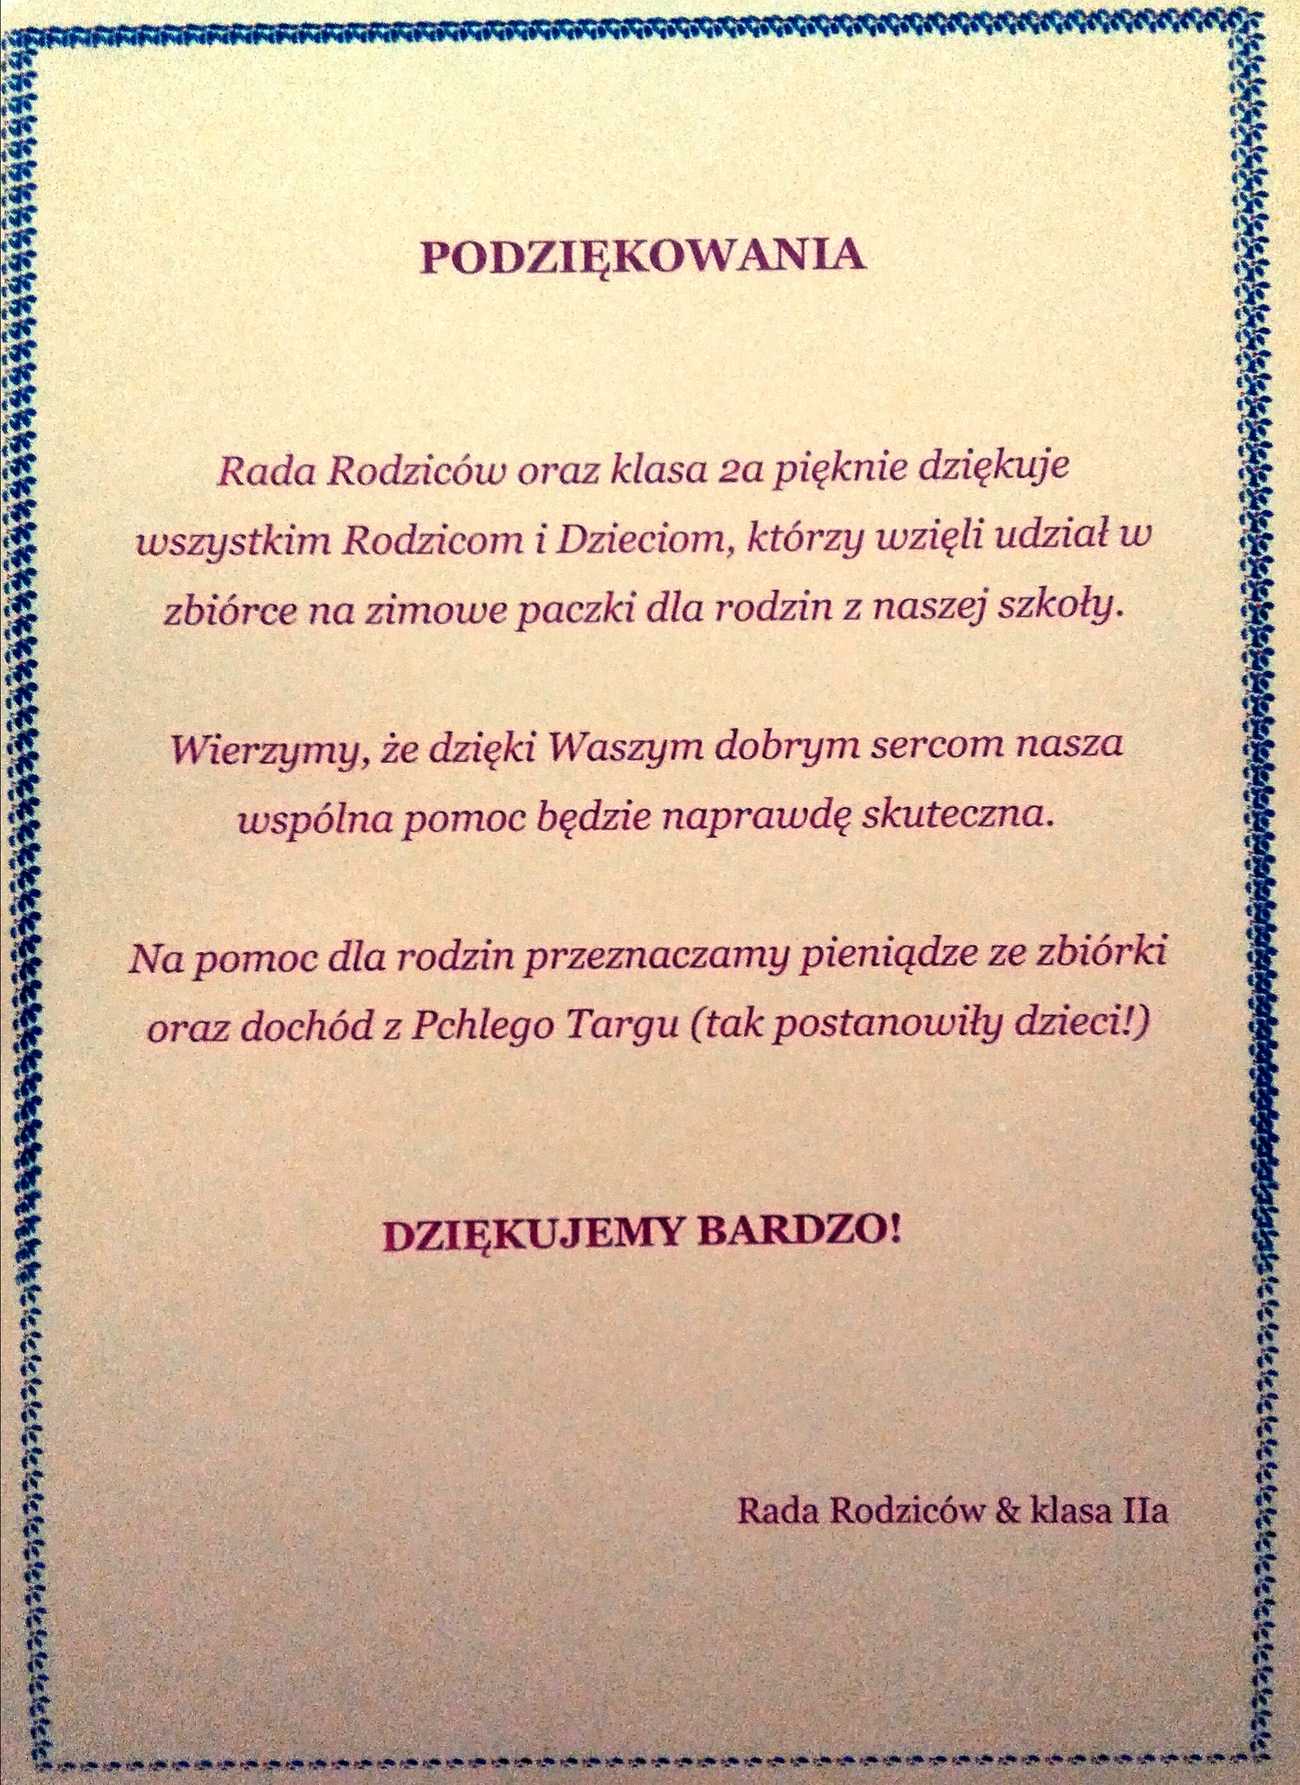 PODZIĘKOWANIA
Rada Rodziców oraz klasa 2a pięknie dziękuje
wszystkim Rodzicom i Dzieciom, którzy wzięli udział w
zbiórce na zimowe paczki dla rodzin z naszej szkoły.
Wierzymy, że dzięki Waszym dobrym sercom nasza
wspólna pomoc będzie naprawdę skuteczna.
Na pomoc dla rodzin przeznaczamy pieniądze ze zbiórki
oraz dochód z Pchlego Targu (tak postanowiły dzieci!)
DZIĘKUJEMY BARDZO!
Rada Rodziców & klasa IIa